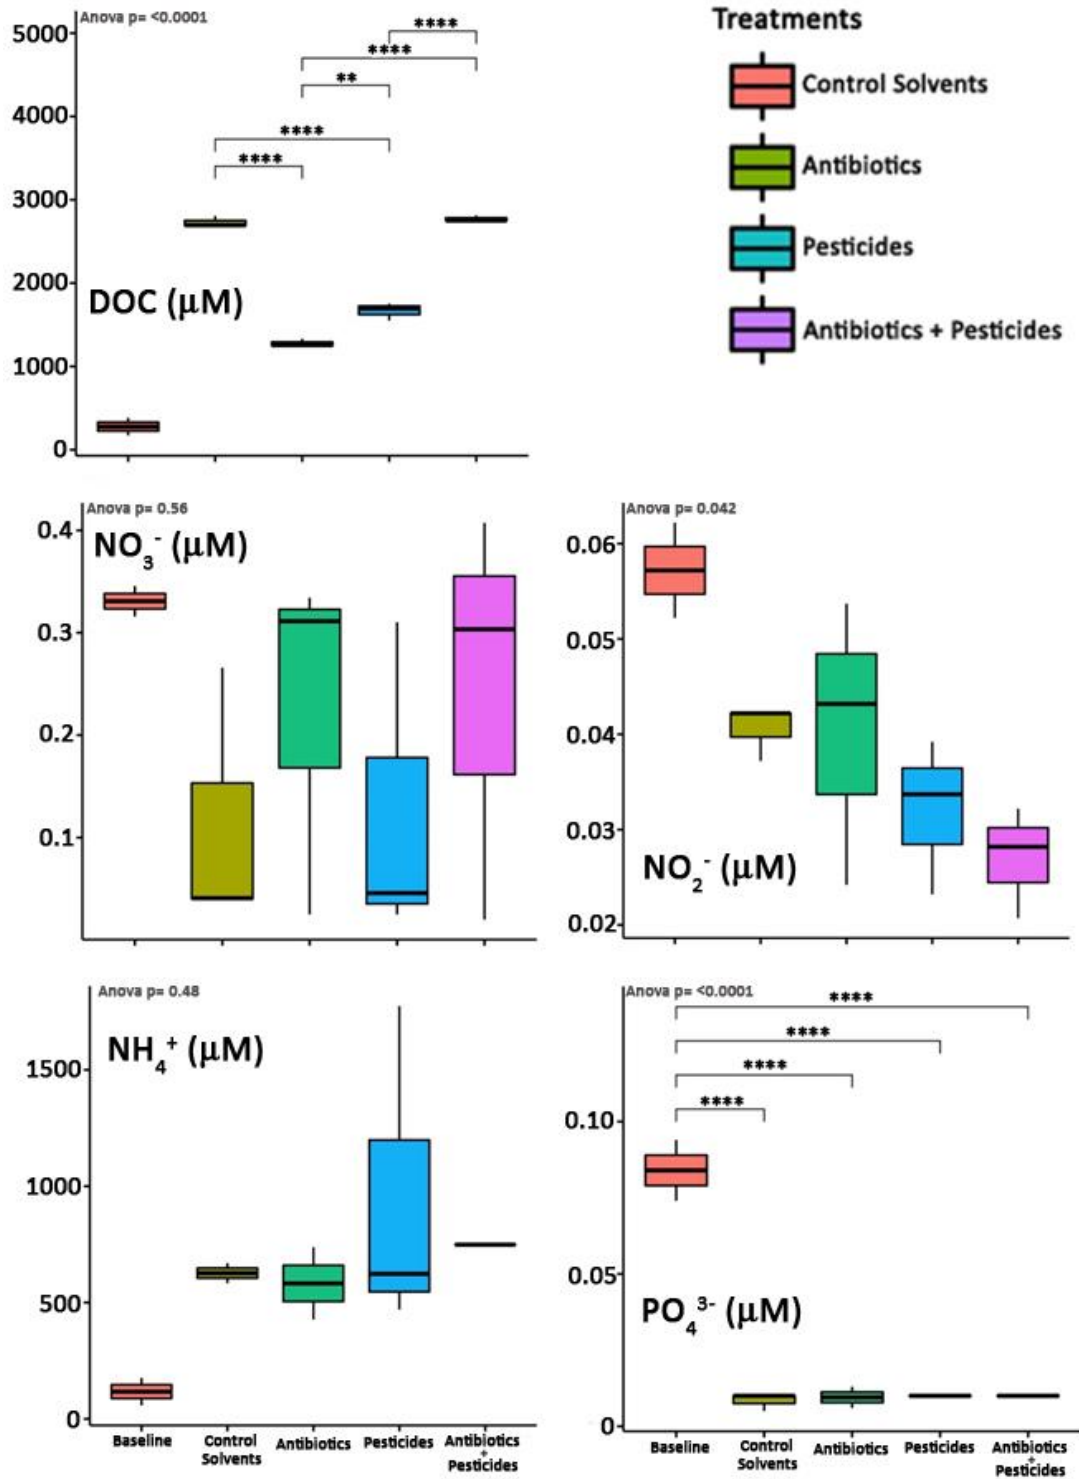 Anova p= <0.0001
5000
4000
3000
2000
1000
0
DOC (μM)
****
****
**
****
****
Treatments
Control Solvents
Antibiotics
Pesticides
Antibiotics + Pesticides
Anova p= 0.56
NO₃⁻ (μM)
0.4
0.3
0.2
0.1
Anova p= 0.042
0.06
0.05
0.04
0.03
0.02
NO₂⁻ (μM)
Anova p= 0.48
NH₄⁺ (μM)
1500
1000
500
0
Baseline
Control
Solvents
Antibiotics
Pesticides
Antibiotics
+
Pesticides
Anova p= <0.0001
****
****
****
****
0.10
0.05
0
PO₄³⁻ (μM)
Baseline
Control
Solvents
Antibiotics
Pesticides
Antibiotics
+
Pesticides